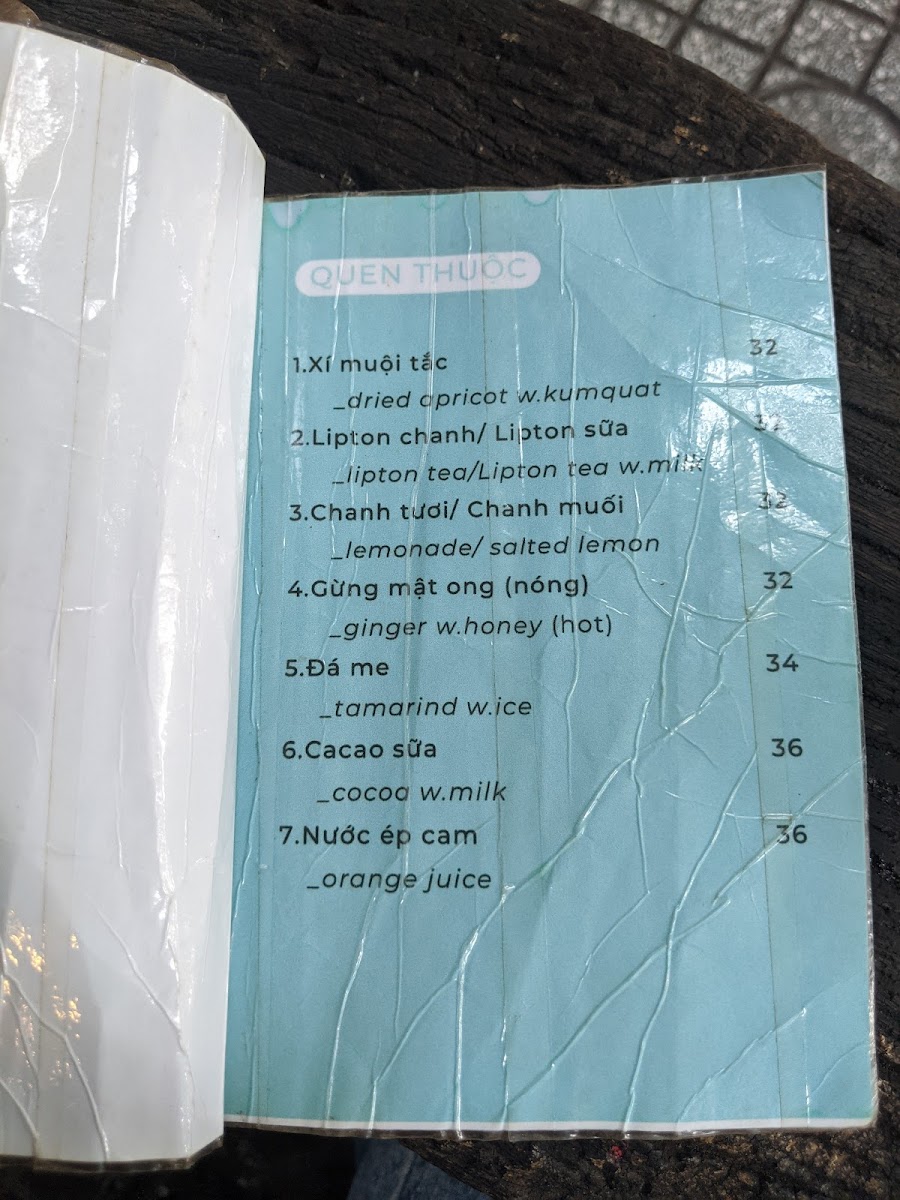 QUEN THUỘC
1.Xí muội tắc 32
_dried apricot w.kumquat
2.Lipton chanh/ Lipton sữa 32
_lipton tea/Lipton tea w.milk
3.Chanh tươi/ Chanh muối 32
_lemonade/ salted lemon
4.Gừng mật ong (nóng) 32
_ginger w.honey (hot)
5.Đá me 34
_tamarind w.ice
6.Cacao sữa 36
_cocoa w.milk
7.Nước ép cam 36
_orange juice